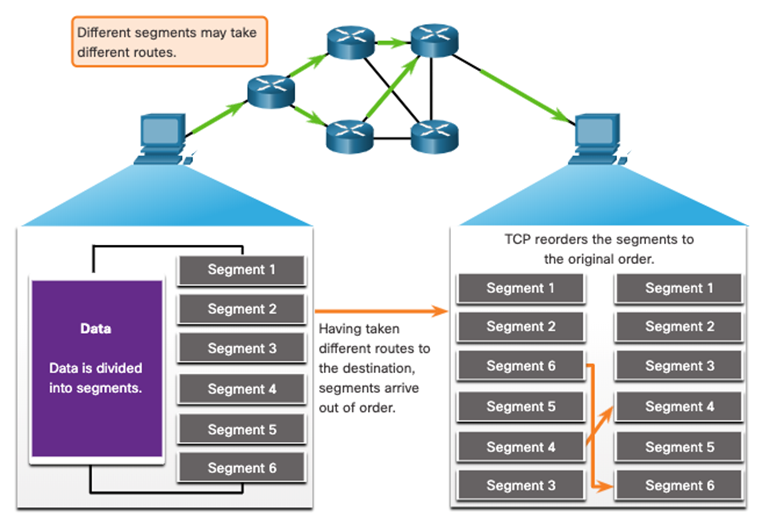 Different segments may take
different routes.
Data
Data is divided
into segments.
Segment 1
Segment 2
Segment 3
Segment 4
Segment 5
Segment 6
Having taken
different routes to
the destination,
segments arrive
out of order.
TCP reorders the segments to
the original order.
Segment 1
Segment 2
Segment 6
Segment 5
Segment 4
Segment 3
Segment 1
Segment 2
Segment 3
Segment 4
Segment 5
Segment 6